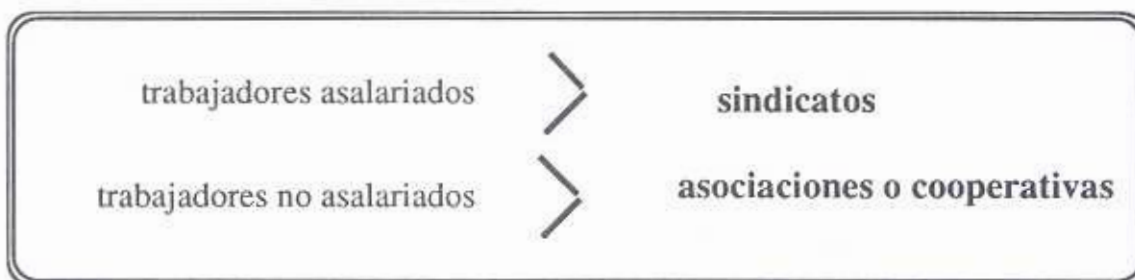 trabajadores asalariados > sindicatos
trabajadores no asalariados > asociaciones o cooperativas